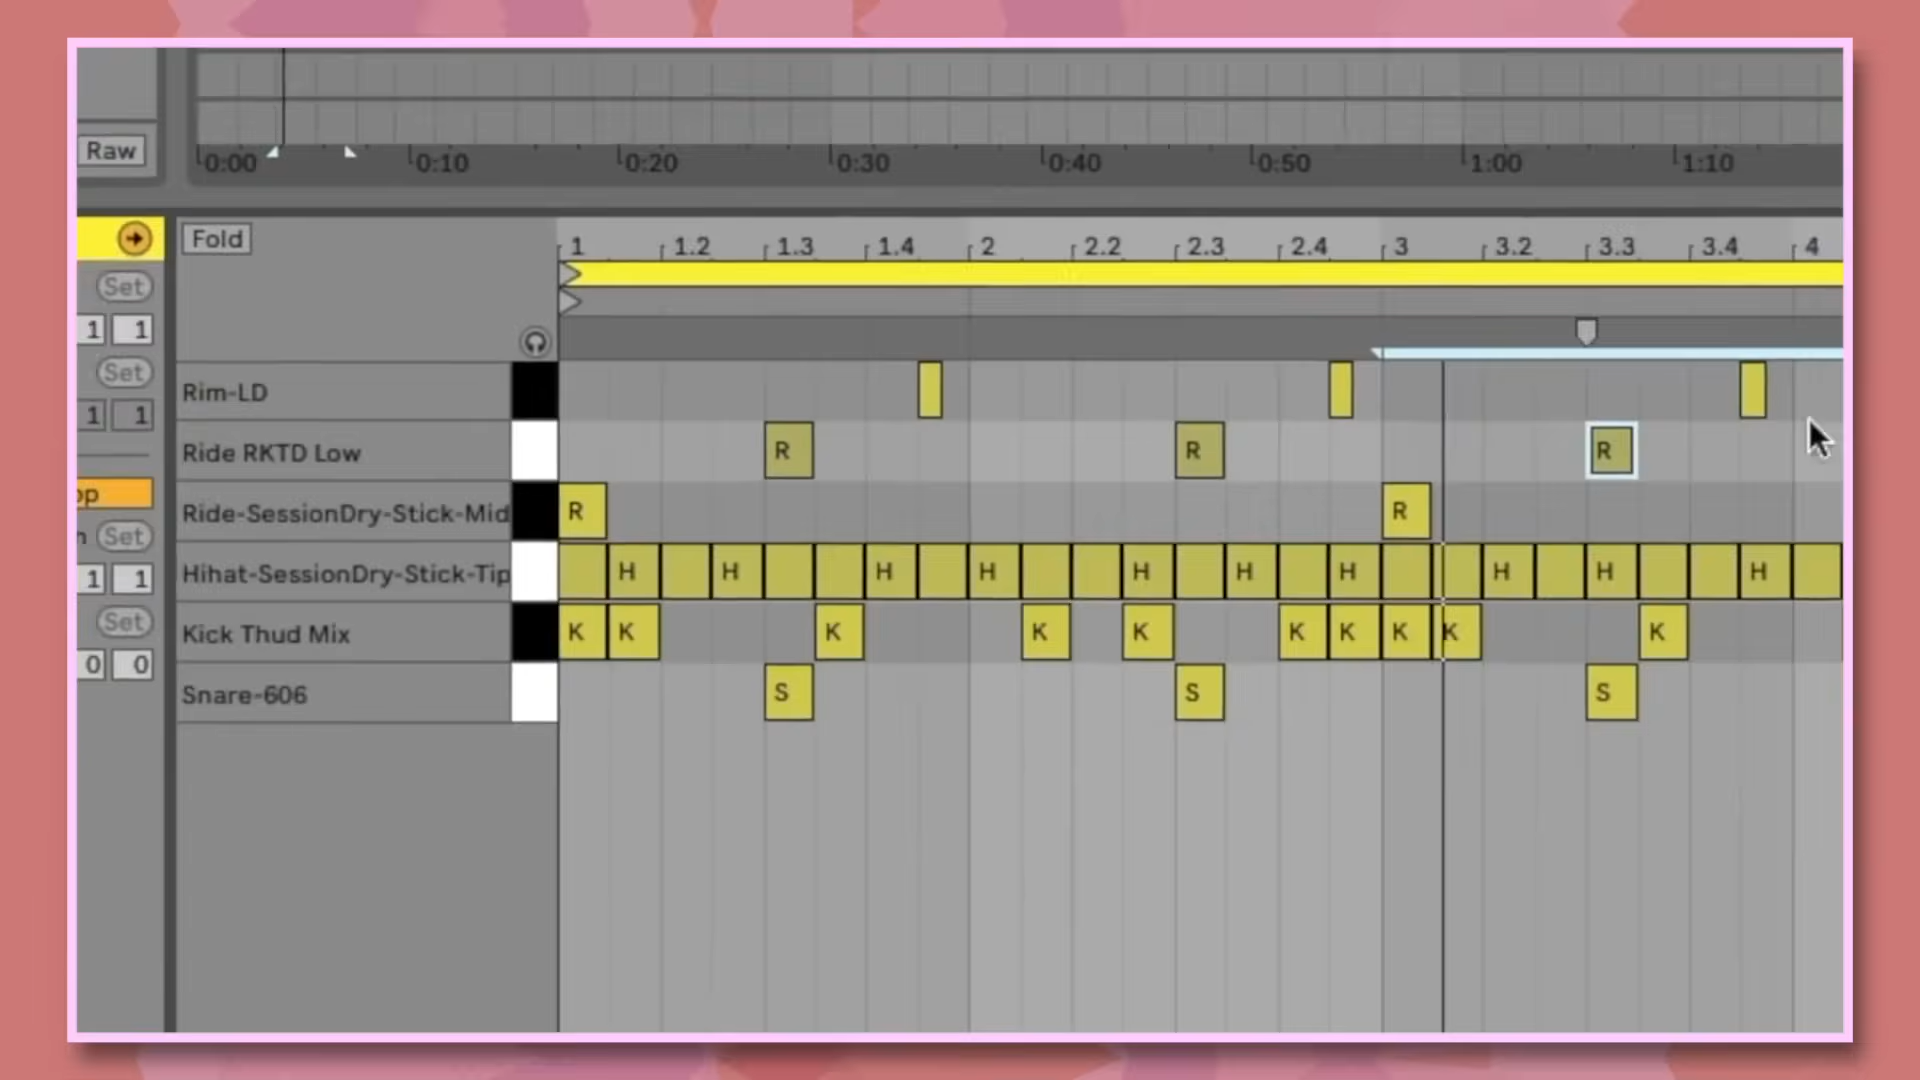 Raw
0:00 0:10 0:20 0:30 0:40 0:50 1:00 1:10
Fold
1 1.2 1.3 1.4 2 2.2 2.3 2.4 3 3.2 3.3 3.4 4
Set
1 1
Set
1 1
op
n Set
1 1
Set
0 0
Rim-LD
Ride RKTD Low
R R R
Ride-SessionDry-Stick-Mid
R R
Hihat-SessionDry-Stick-Tip
H H H H H H H H H H
Kick Thud Mix
K K K K K K K K K K
Snare-606
S S S